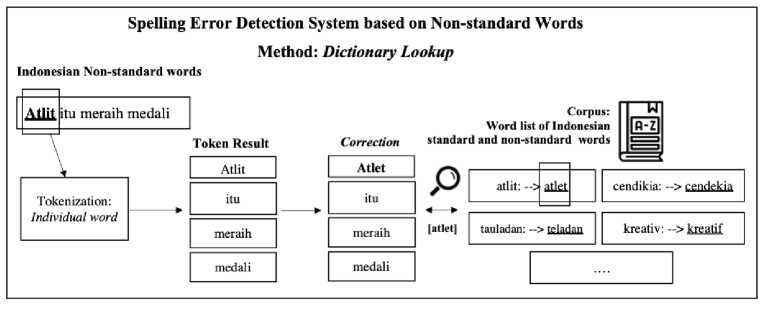 Spelling Error Detection System based on Non-standard Words
Method: Dictionary Lookup
Indonesian Non-standard words
Atlit itu meraih medali
Tokenization:
Individual word
Token Result
Atlit
itu
meraih
medali
Correction
Atlet
itu
meraih
medali
[atlet]
Corpus:
Word list of Indonesian
standard and non-standard words
A-Z
atlit: --> atlet
cendikia: --> cendekia
tauladan: --> teladan
kreativ: --> kreatif
....